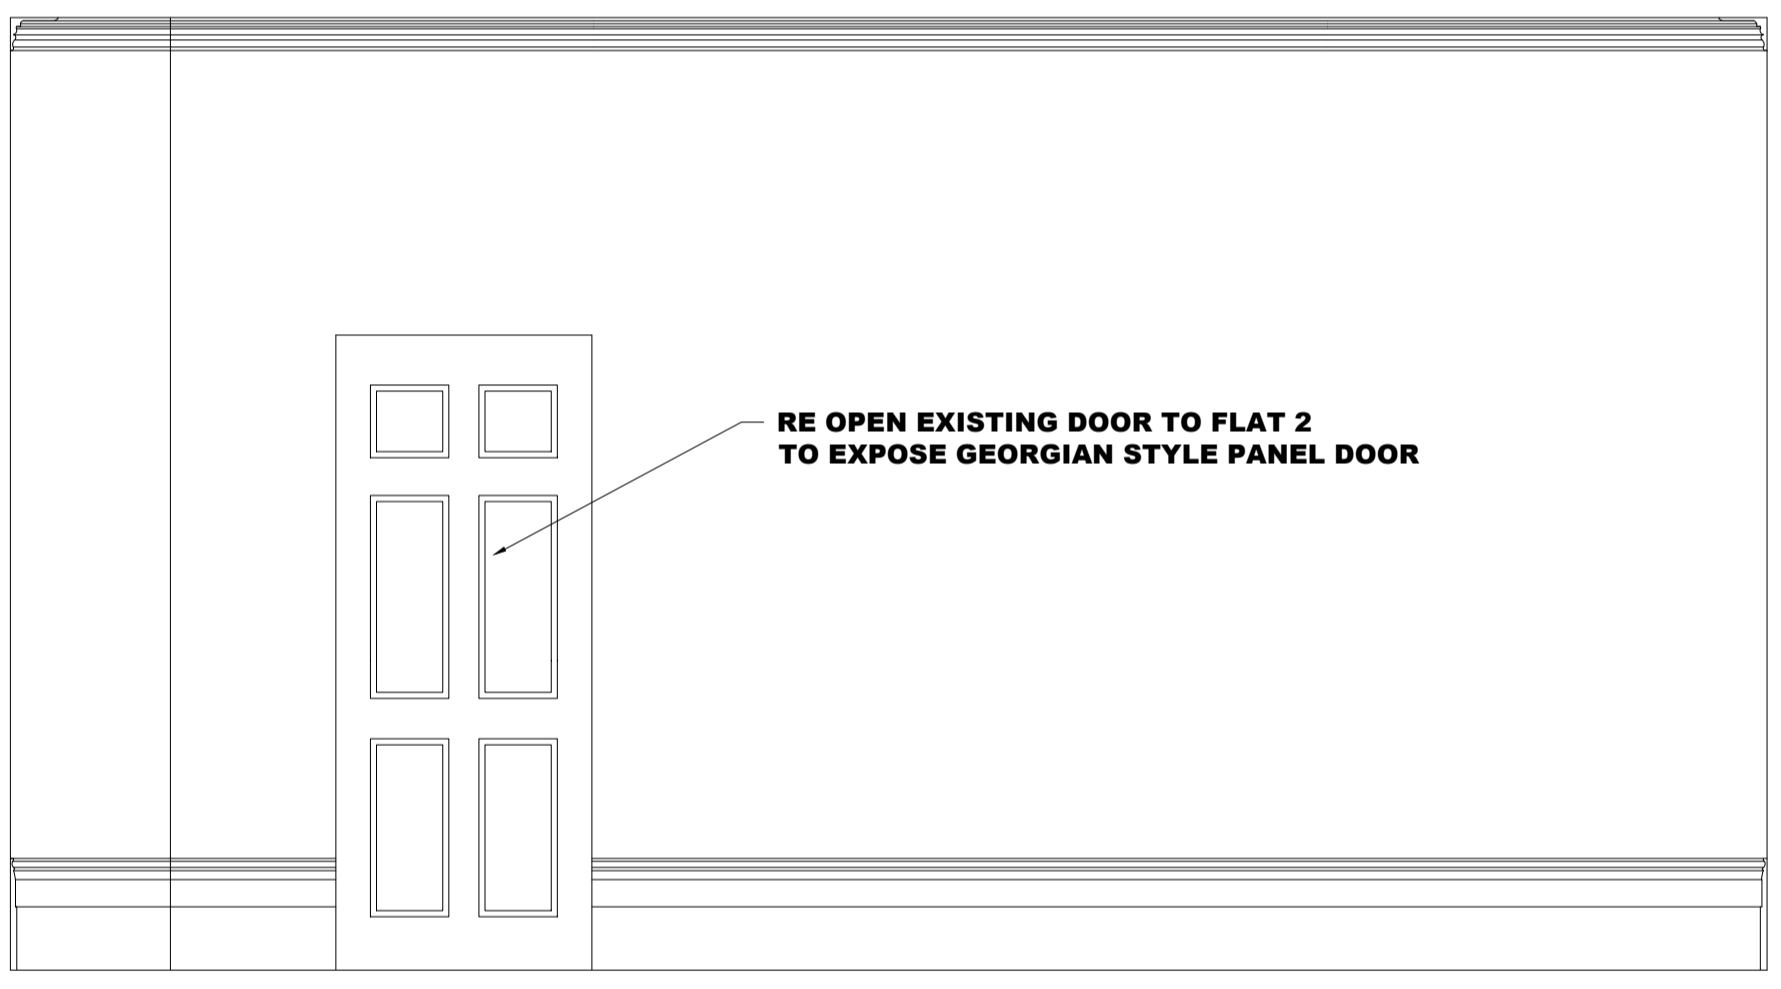 RE OPEN EXISTING DOOR TO FLAT 2
TO EXPOSE GEORGIAN STYLE PANEL DOOR